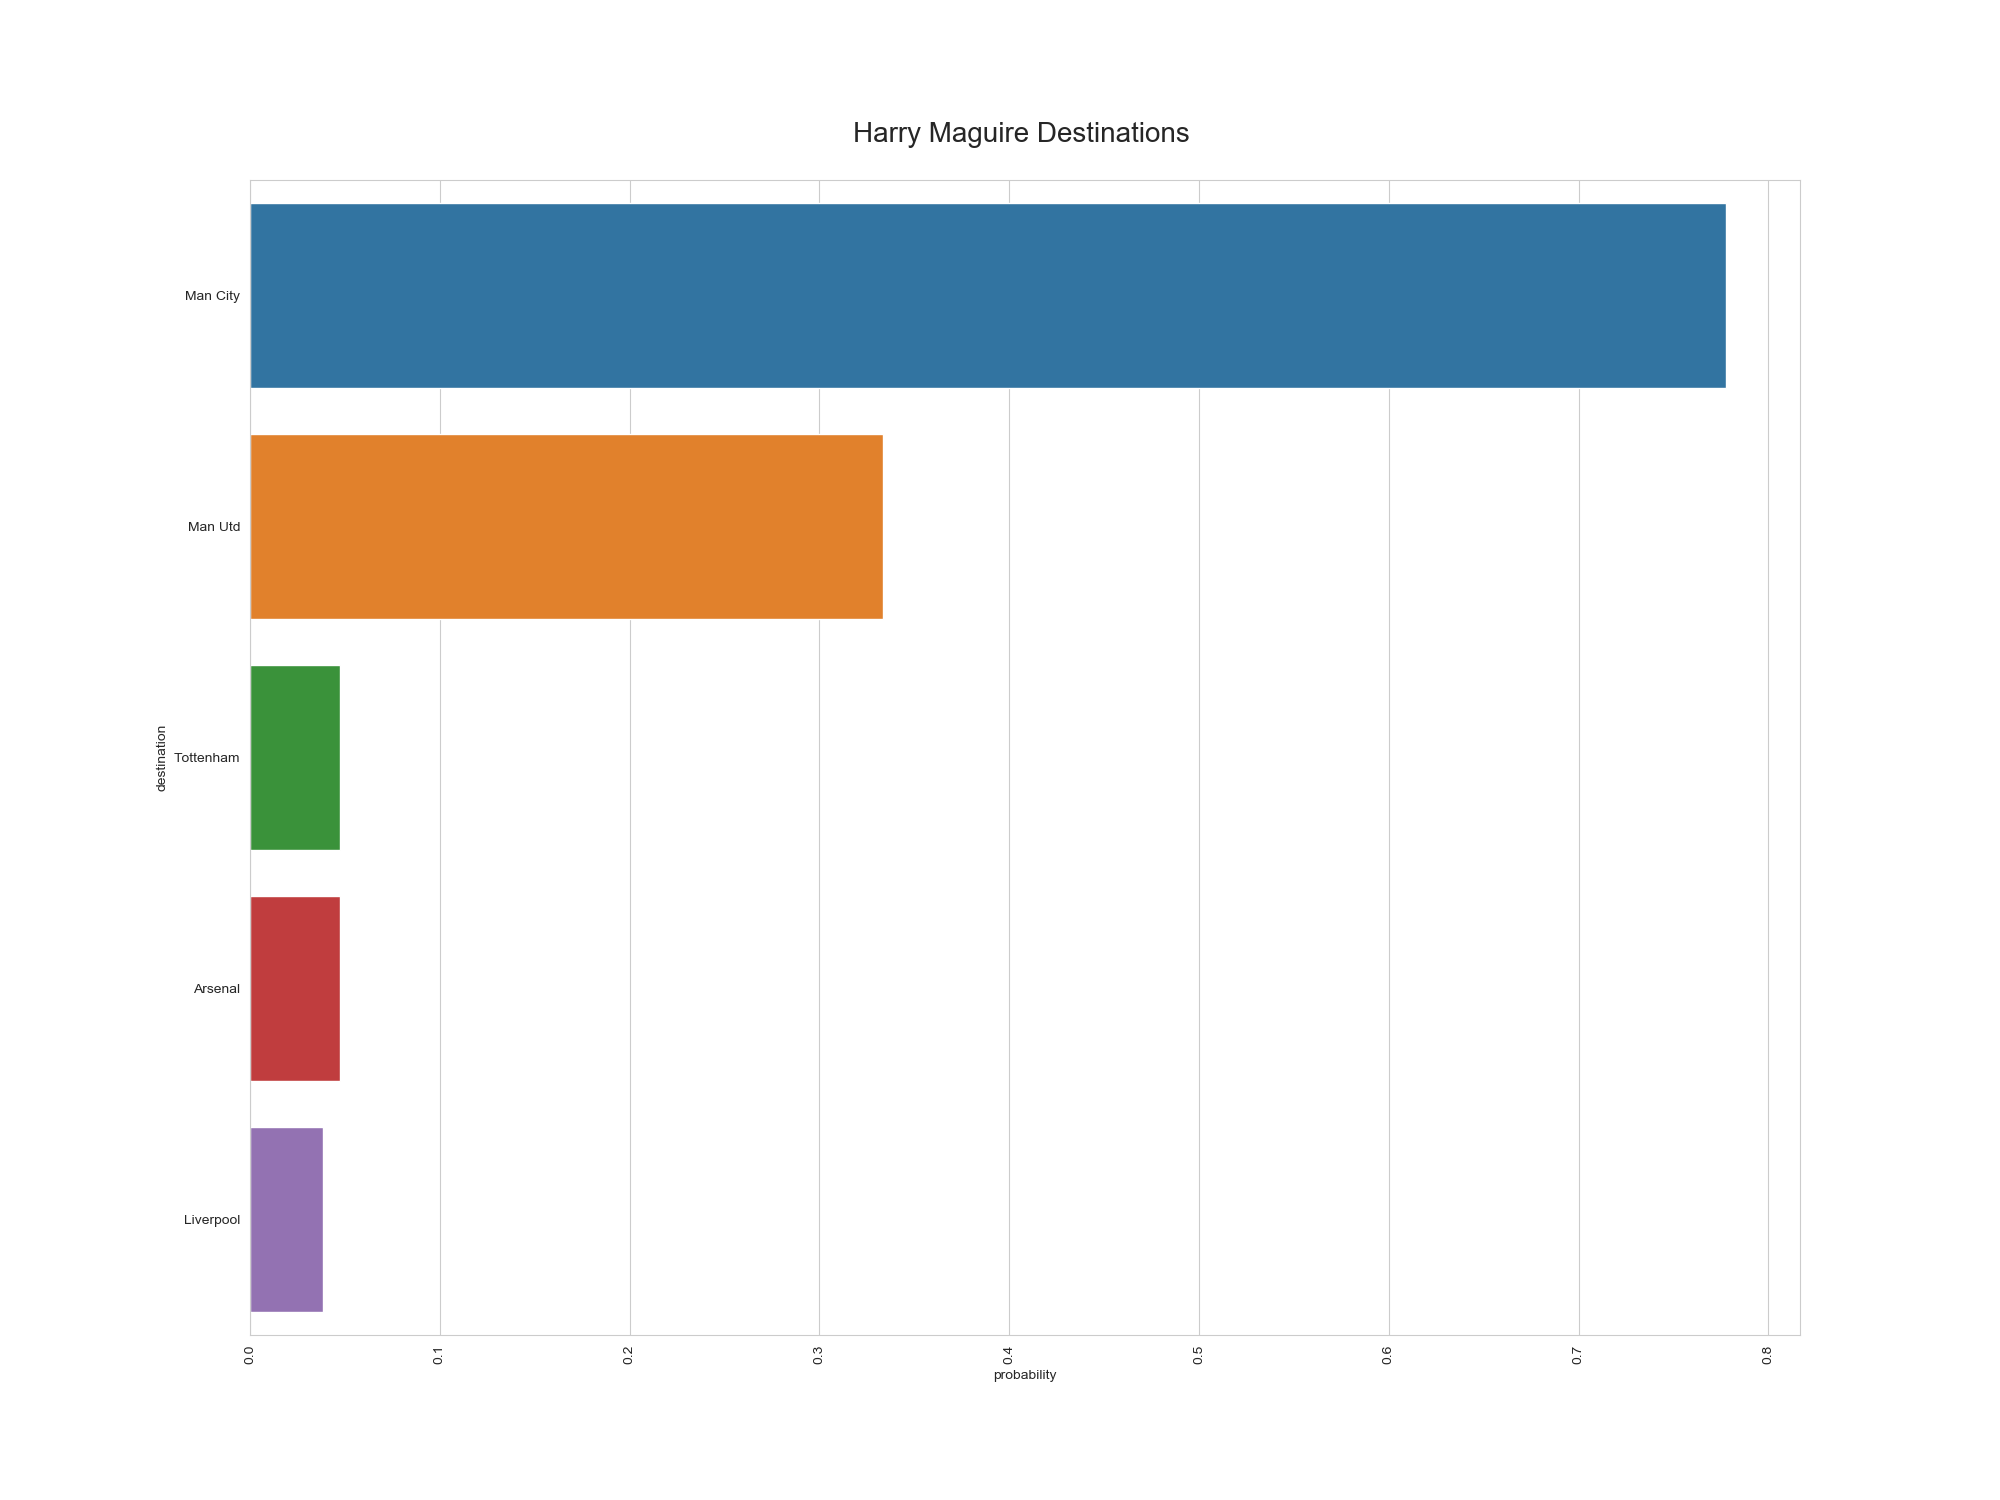 Harry Maguire Destinations
Man City
Man Utd
Tottenham
Arsenal
Liverpool
destination
0.0 0.1 0.2 0.3 0.4 0.5 0.6 0.7 0.8
probability